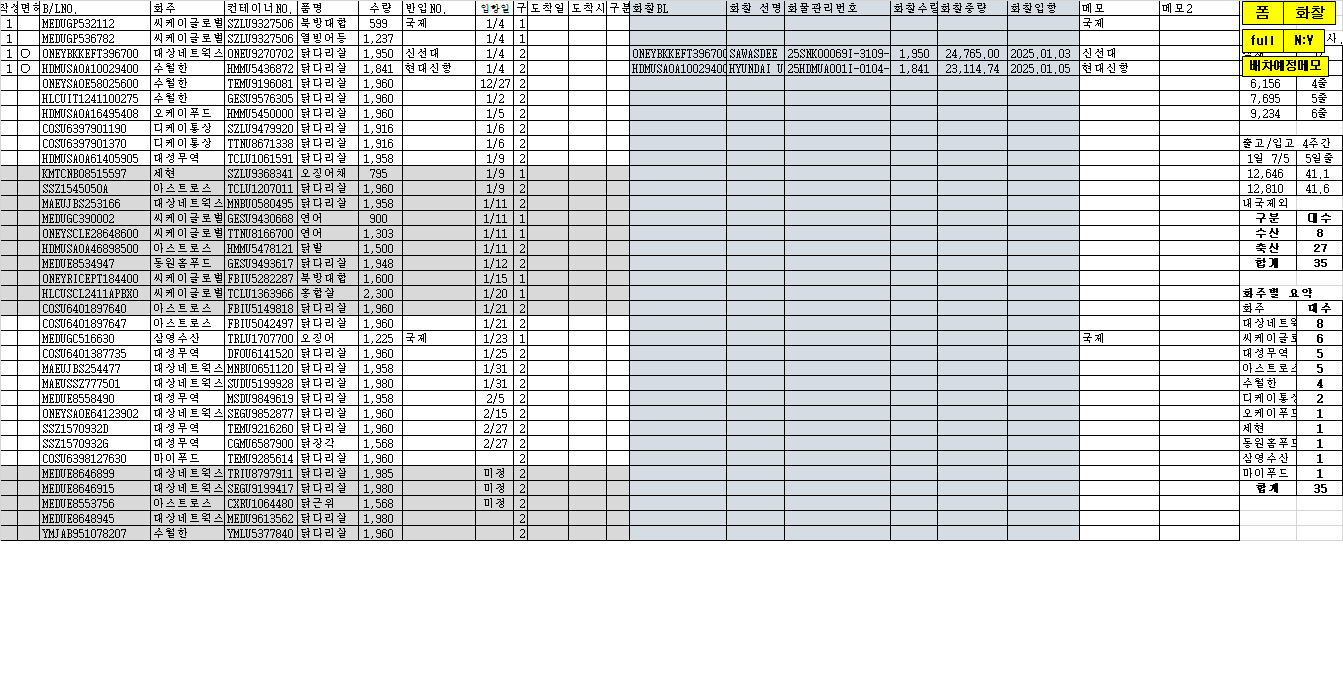 작성 면허 B/LNO. 화주 컨테이너NO. 품명 수량 반입NO. 입항일 구 도착일 도착시 구분 화찰BL 화찰 선명 화물관리번호 화찰수량 화찰중량 화찰입항 메모 메모2 폼 화찰
1 MEDUGP532112 씨케이글로벌 SZLU9327506 북방대합 599 국제 1/4 1 국제
1 MEDUGP536782 씨케이글로벌 SZLU9327506 열빙어등 1,237 1/4 1 full N:Y 사.
1 O ONEYBKKEFT396700 대상네트웍스 ONEU9270702 닭다리살 1,950 신선대 1/4 2 ONEYBKKEFT396700 SAWASDEE 25SNKO0069I-3109- 1,950 24,765.00 2025.01.03 신선대
1 O HDMUSAOA10029400 수월한 HMMU5436872 닭다리살 1,841 현대신항 1/4 2 HDMUSAOA10029400 HYUNDAI U 25HDMUA001I-0104- 1,841 23,114.74 2025.01.05 현대신항 배차예정메모
ONEYSAOE58025600 수월한 TEMU9196081 닭다리살 1,960 12/27 2 6,156 4줄
HLCUIT1241100275 수월한 GESU9576305 닭다리살 1,960 1/2 2 7,695 5줄
HDMUSAOA16495408 오케이푸드 HMMU5450000 닭다리살 1,960 1/5 2 9,234 6줄
COSU6397901190 디케이통상 SZLU9479920 닭다리살 1,916 1/6 2
COSU6397901370 디케이통상 TTNU8671338 닭다리살 1,916 1/6 2 출고/입고 4주간
HDMUSAOA61405905 대성무역 TCLU1061591 닭다리살 1,958 1/9 2 1일 7/5 5일줄
KMTCNBO8515597 세현 SZLU9368341 오징어채 795 1/9 1 12,646 41.1
SSZ1545050A 아스트로스 TCLU1207011 닭다리살 1,960 1/9 2 12,810 41.6
MAEUJBS253166 대상네트웍스 MNBU0580495 닭다리살 1,958 1/11 2 내국제외
MEDUGC390002 씨케이글로벌 GESU9430668 연어 900 1/11 1 구분 대수
ONEYSCLE28648600 씨케이글로벌 TTNU8166700 연어 1,303 1/11 1 수산 8
HDMUSAOA46898500 아스트로스 HMMU5478121 닭발 1,500 1/11 2 축산 27
MEDUE8534947 동원홈푸드 GESU9493617 닭다리살 1,948 1/12 2 합계 35
ONEYRICEPT184400 씨케이글로벌 FBIU5282287 북방대합 1,600 1/15 1
HLCUSCL2411APBX0 씨케이글로벌 TCLU1363966 홍합살 2,300 1/20 1 화주별 요약
COSU6401897640 아스트로스 FBIU5149818 닭다리살 1,960 1/21 2 화주 대수
COSU6401897647 아스트로스 FBIU5042497 닭다리살 1,960 1/21 2 대상네트웍 8
MEDUGC516630 삼영수산 TRLU1707700 오징어 1,225 국제 1/23 1 국제 씨케이글로 6
COSU6401387735 대성무역 DFOU6141520 닭다리살 1,960 1/25 2 대성무역 5
MAEUJBS254477 대상네트웍스 MNBU0651120 닭다리살 1,958 1/31 2 아스트로스 5
MAEUSSZ777501 대상네트웍스 SUDU5199928 닭다리살 1,980 1/31 2 수월한 4
MEDUE8558490 대성무역 MSDU9849619 닭다리살 1,958 2/5 2 디케이통상 2
ONEYSAOE64123902 대상네트웍스 SEGU9852877 닭다리살 1,960 2/15 2 오케이푸드 1
SSZ1570932D 대성무역 TEMU9216260 닭다리살 1,960 2/27 2 세현 1
SSZ1570932G 대성무역 CGMU6587900 닭장각 1,568 2/27 2 동원홈푸드 1
COSU6398127630 마이푸드 TEMU9285614 닭다리살 1,960 2 삼영수산 1
MEDUE8646899 대상네트웍스 TRIU8797911 닭다리살 1,985 미정 2 마이푸드 1
MEDUE8646915 대상네트웍스 SEGU9199417 닭다리살 1,980 미정 2 합계 35
MEDUE8553756 아스트로스 CXRU1064480 닭근위 1,568 미정 2
MEDUE8648945 대상네트웍스 MEDU9613562 닭다리살 1,980 2
YMJAB951078207 수월한 YMLU5377840 닭다리살 1,960 2